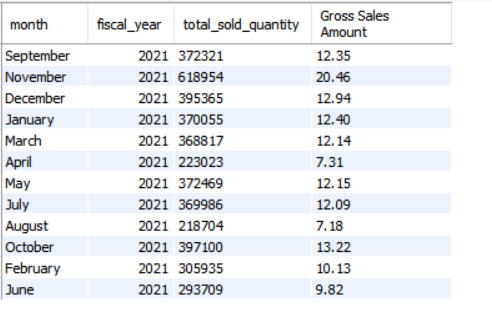 month fiscal_year total_sold_quantity Gross Sales Amount
September 2021 372321 12.35
November 2021 618954 20.46
December 2021 395365 12.94
January 2021 370055 12.40
March 2021 368817 12.14
April 2021 223023 7.31
May 2021 372469 12.15
July 2021 369986 12.09
August 2021 218704 7.18
October 2021 397100 13.22
February 2021 305935 10.13
June 2021 293709 9.82